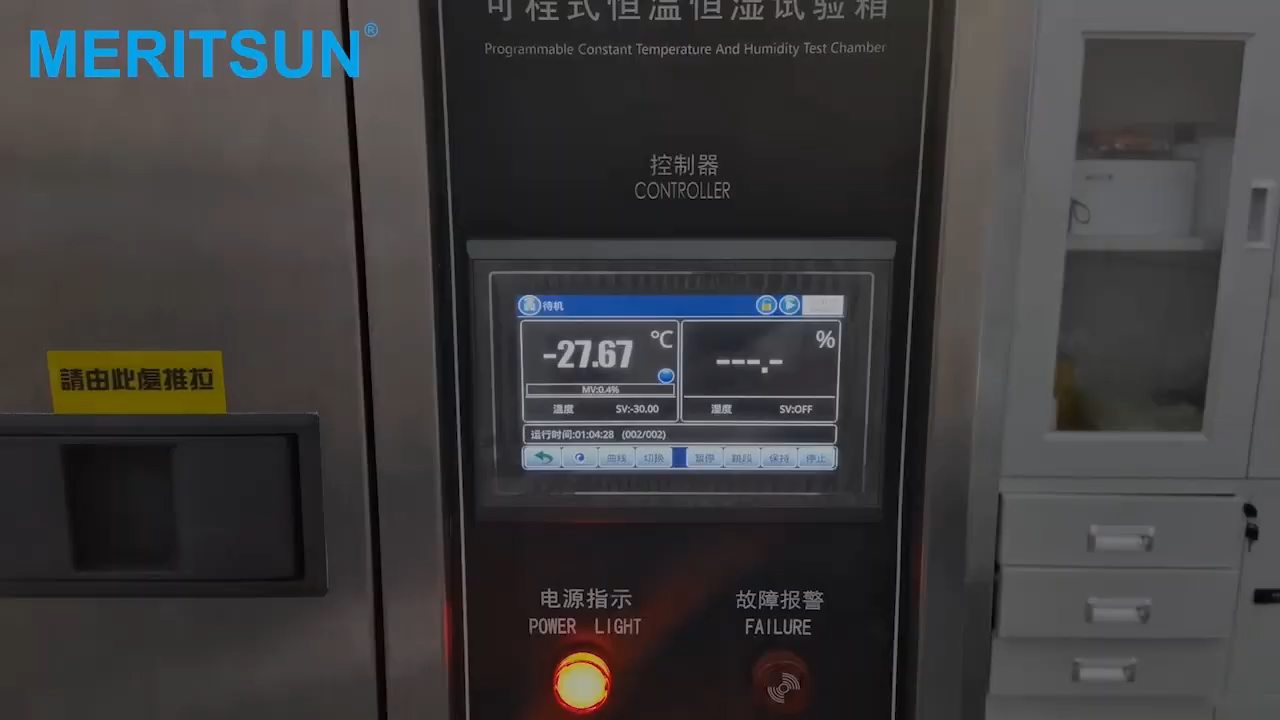 MERITSUN®
可程式恒温恒湿试验箱
Programmable Constant Temperature And Humidity Test Chamber
控制器
CONTROLLER
待机
-27.67 ℃
MV:0.4%
温度 SV:-30.00
---.- %
湿度 SV:OFF
运行时间:01:04:28 (002/002)
曲线 切换 暂停 跳段 保持 停止
請由此處推拉
电源指示
POWER LIGHT
故障报警
FAILURE